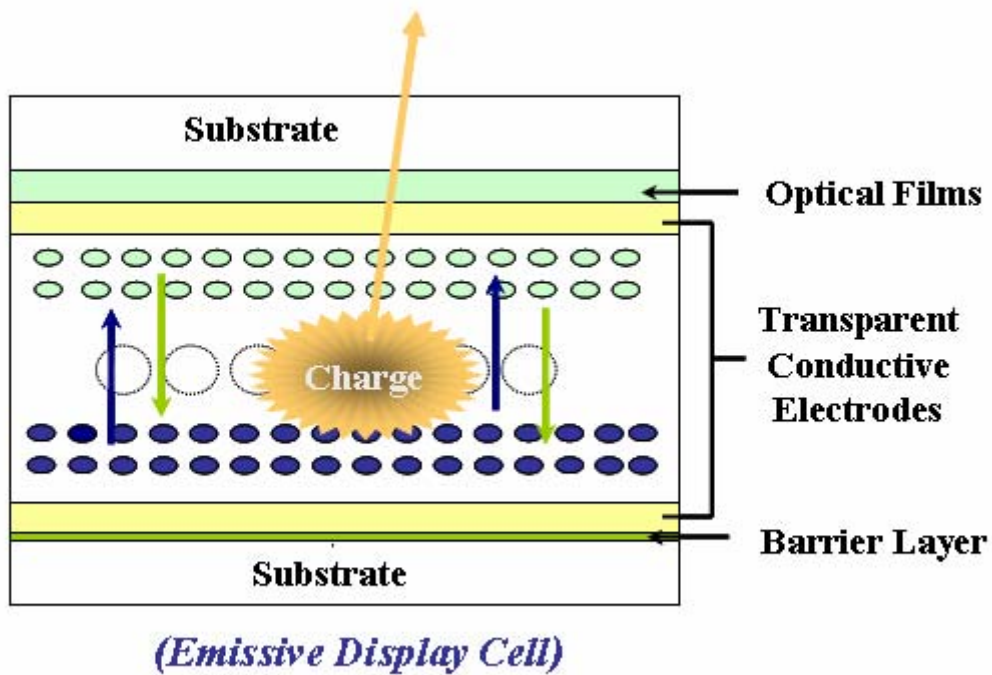 Substrate
Optical Films
Transparent
Conductive
Electrodes
Charge
Barrier Layer
Substrate
(Emissive Display Cell)